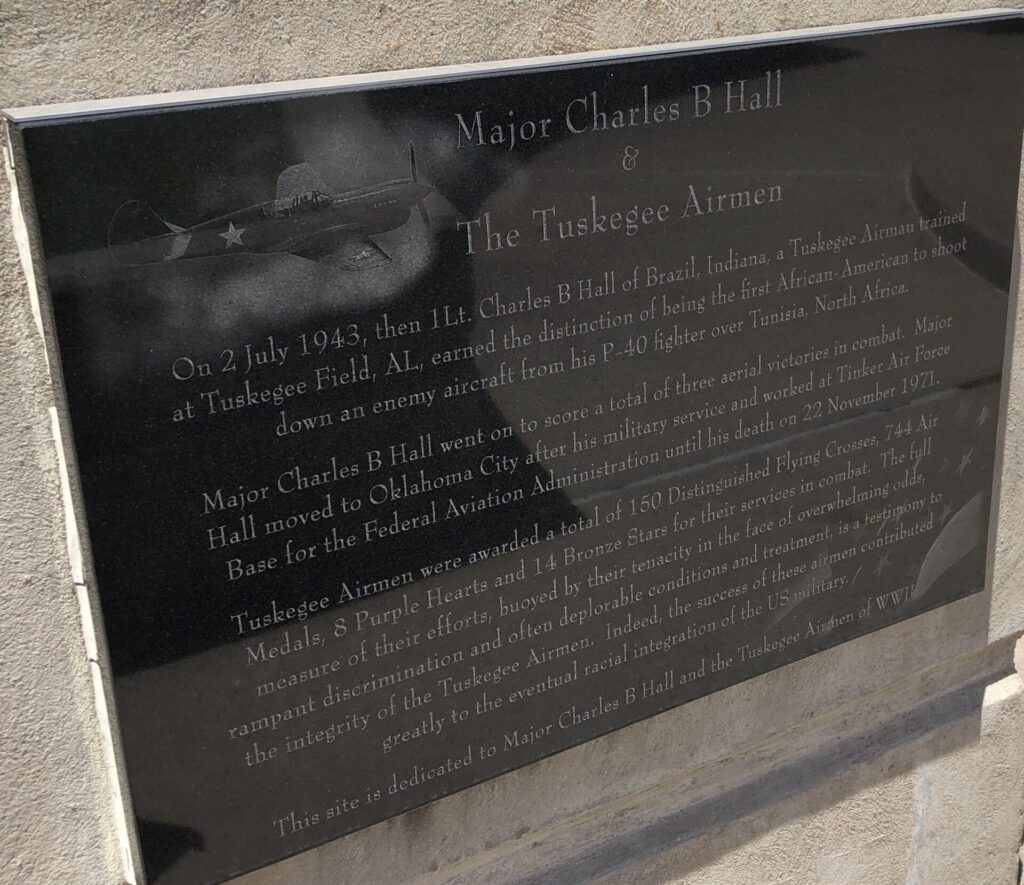 Major Charles B Hall
&
The Tuskegee Airmen
On 2 July 1943, then 1Lt. Charles B Hall of Brazil, Indiana, a Tuskegee Airman trained
at Tuskegee Field, AL, earned the distinction of being the first African-American to shoot
down an enemy aircraft from his P-40 fighter over Tunisia, North Africa.
Major Charles B Hall went on to score a total of three aerial victories in combat. Major
Hall moved to Oklahoma City after his military service and worked at Tinker Air Force
Base for the Federal Aviation Administration until his death on 22 November 1971.
Tuskegee Airmen were awarded a total of 150 Distinguished Flying Crosses, 744 Air
Medals, 8 Purple Hearts and 14 Bronze Stars for their services in combat. The full
measure of their efforts, buoyed by their tenacity in the face of overwhelming odds,
rampant discrimination and often deplorable conditions and treatment, is a testimony to
the integrity of the Tuskegee Airmen. Indeed, the success of these airmen contributed
greatly to the eventual racial integration of the US military.
This site is dedicated to Major Charles B Hall and the Tuskegee Airmen of WWII.